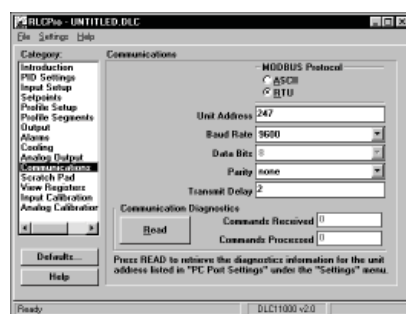 RLCPro - UNTITLED.DLC
File Settings Help
Category:
Introduction
PID Settings
Input Setup
Setpoints
Profile Setup
Profile Segments
Output
Alarms
Cooling
Analog Output
Communications
Scratch Pad
View Registers
Input Calibration
Analog Calibration
Defaults...
Help
Communications
MODBUS Protocol
ASCII
RTU
Unit Address 247
Baud Rate 9600
Data Bits 8
Parity none
Transmit Delay 2
Communication Diagnostics
Read
Commands Received 0
Commands Processed 0
Press READ to retrieve the diagnostics information for the unit
address listed in "PC Port Settings" under the "Settings" menu.
Ready
DLC11000 v2.0